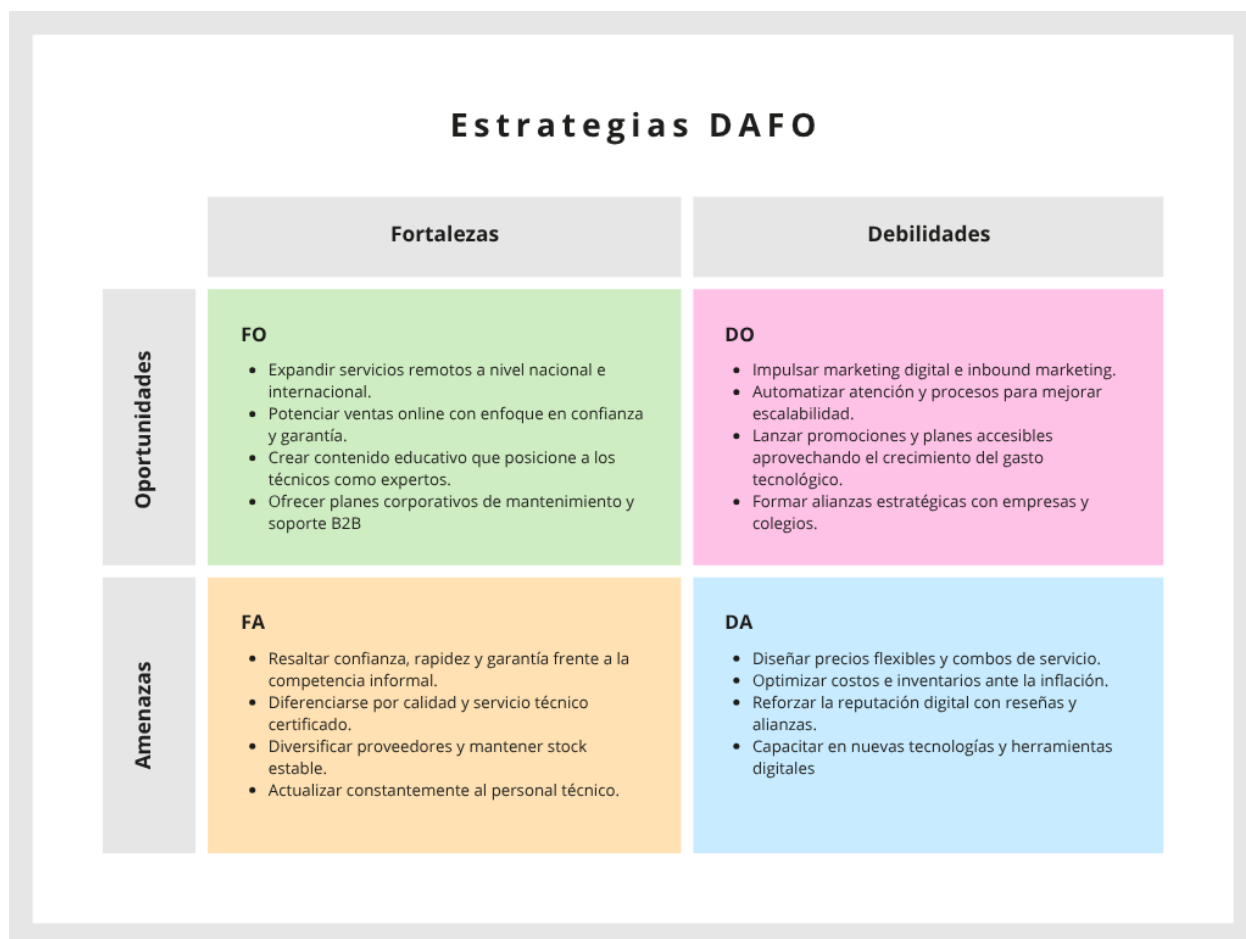 Estrategias DAFO
Fortalezas
Debilidades
Oportunidades
FO
• Expandir servicios remotos a nivel nacional e
internacional.
• Potenciar ventas online con enfoque en confianza
y garantía.
• Crear contenido educativo que posicione a los
técnicos como expertos.
• Ofrecer planes corporativos de mantenimiento y
soporte B2B
DO
• Impulsar marketing digital e inbound marketing.
• Automatizar atención y procesos para mejorar
escalabilidad.
• Lanzar promociones y planes accesibles
aprovechando el crecimiento del gasto
tecnológico.
• Formar alianzas estratégicas con empresas y
colegios.
Amenazas
FA
• Resaltar confianza, rapidez y garantía frente a la
competencia informal.
• Diferenciarse por calidad y servicio técnico
certificado.
• Diversificar proveedores y mantener stock
estable.
• Actualizar constantemente al personal técnico.
DA
• Diseñar precios flexibles y combos de servicio.
• Optimizar costos e inventarios ante la inflación.
• Reforzar la reputación digital con reseñas y
alianzas.
• Capacitar en nuevas tecnologías y herramientas
digitales